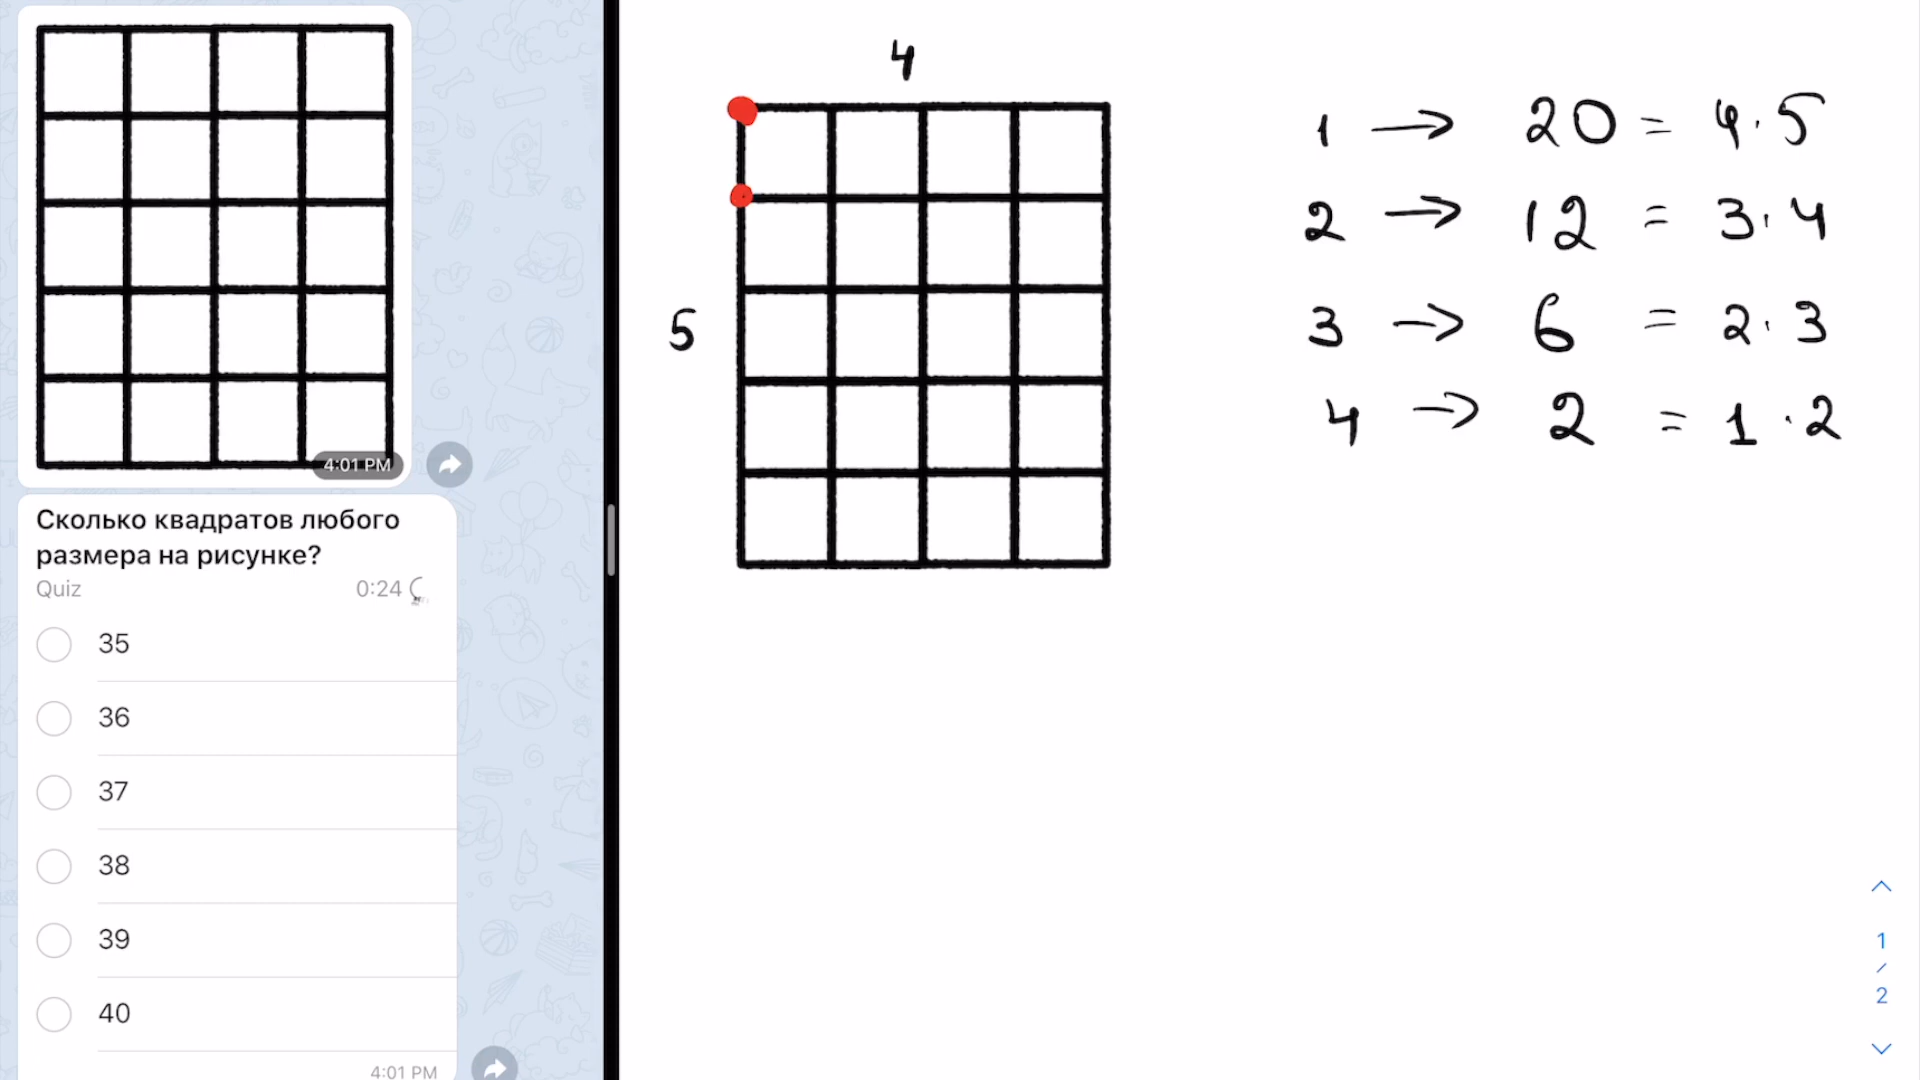 4:01 PM
Сколько квадратов любого
размера на рисунке?
Quiz
0:24
35
36
37
38
39
40
4:01 PM
4
5
1 → 20 = 4·5
2 → 12 = 3·4
3 → 6 = 2·3
4 → 2 = 1·2
1
/
2